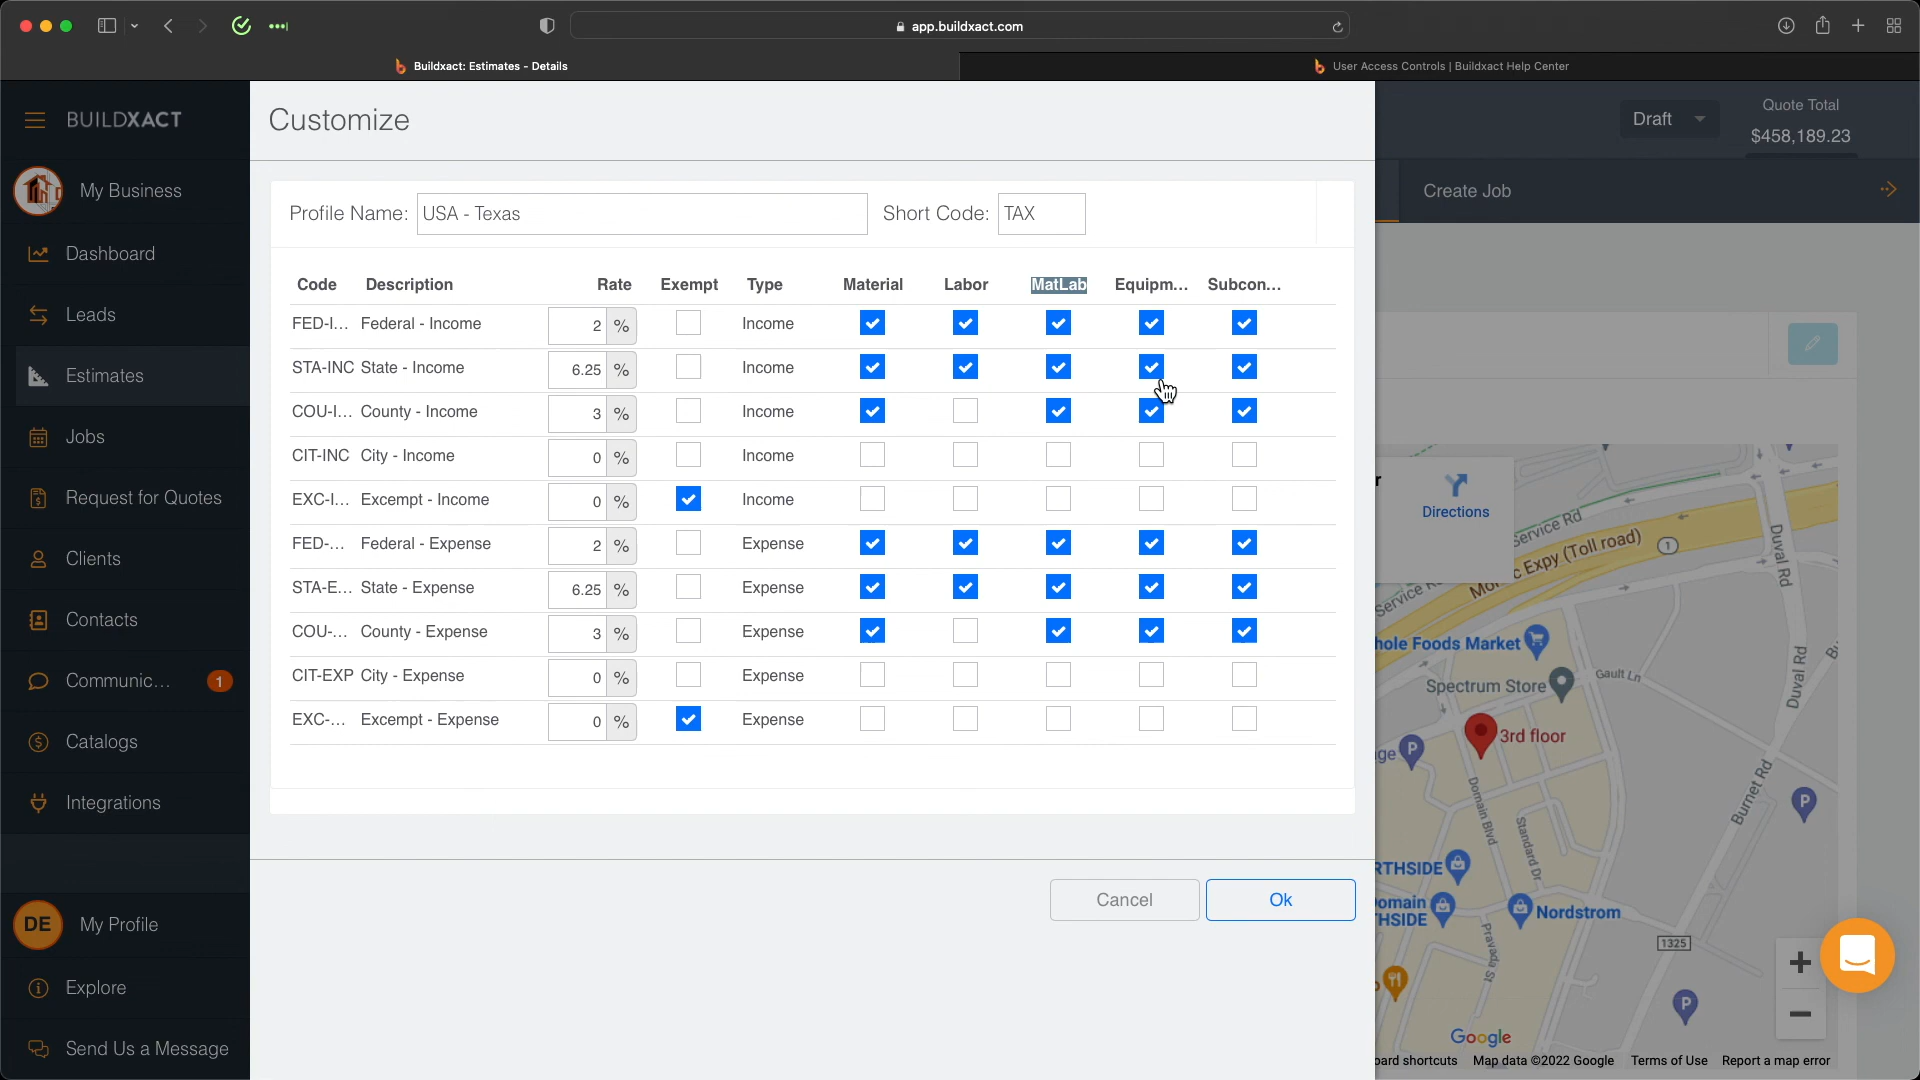 app.buildxact.com
Buildxact: Estimates - Details
User Access Controls | Buildxact Help Center
BUILDXACT
Customize
Draft
Quote Total
$458,189.23
My Business
Create Job
Profile Name: USA - Texas Short Code: TAX
Dashboard
Leads
Estimates
Jobs
Request for Quotes
Clients
Contacts
Communic... 1
Catalogs
Integrations
DE My Profile
Explore
Send Us a Message
Code Description Rate Exempt Type Material Labor MatLab Equipm... Subcon...
FED-I... Federal - Income 2 % Income
STA-INC State - Income 6.25 % Income
COU-I... County - Income 3 % Income
CIT-INC City - Income 0 % Income
EXC-I... Excempt - Income 0 % Income
FED-... Federal - Expense 2 % Expense
STA-E... State - Expense 6.25 % Expense
COU-... County - Expense 3 % Expense
CIT-EXP City - Expense 0 % Expense
EXC-... Excempt - Expense 0 % Expense
Cancel
Ok
r
Directions
Service Rd
c Expy (Toll road)
1
Duval Rd
hole Foods Market
Gault Ln
Spectrum Store
Duval Rd
3rd floor
ge P
Domain Blvd
Standard Dr
Burnet Rd
P
RTHSIDE
omain
THSIDE
Nordstrom
1325
P
+
−
Google
oard shortcuts Map data ©2022 Google Terms of Use Report a map error